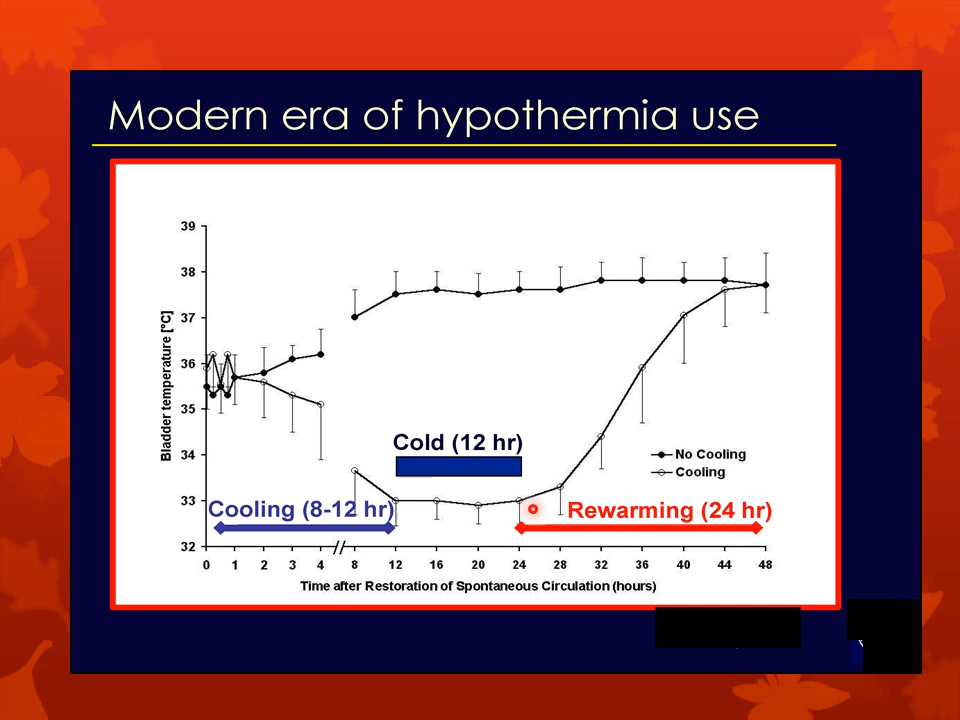 Modern era of hypothermia use
39
38
37
36
35
34
33
32
Bladder temperature [°C]
Cold (12 hr)
No Cooling
Cooling
Cooling (8-12 hr)
Rewarming (24 hr)
0 1 2 3 4 // 8 12 16 20 24 28 32 36 40 44 48
Time after Restoration of Spontaneous Circulation (hours)